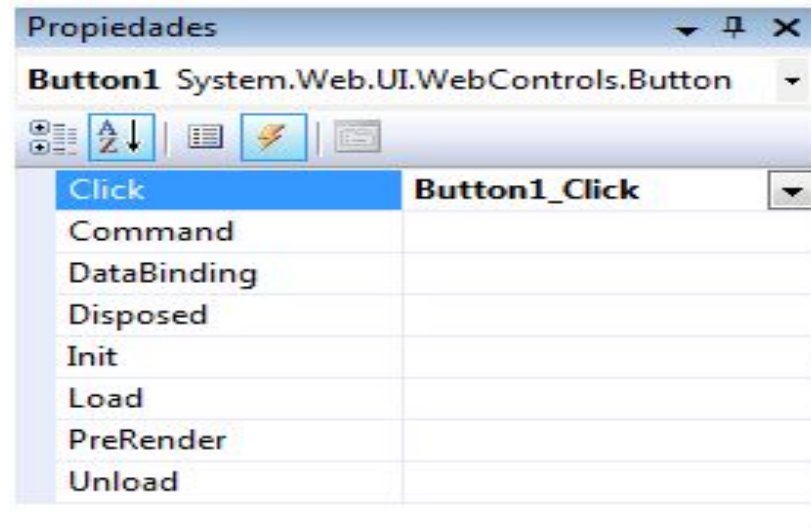 Propiedades
Button1 System.Web.UI.WebControls.Button
A Z
Click Button1_Click
Command
DataBinding
Disposed
Init
Load
PreRender
Unload